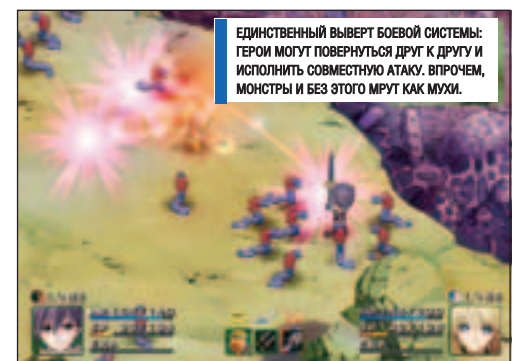 ЕДИНСТВЕННЫЙ ВЫВЕРТ БОЕВОЙ СИСТЕМЫ:
ГЕРОИ МОГУТ ПОВЕРНУТЬСЯ ДРУГ К ДРУГУ И
ИСПОЛНИТЬ СОВМЕСТНУЮ АТАКУ. ВПРОЧЕМ,
МОНСТРЫ И БЕЗ ЭТОГО МРУТ КАК МУХИ.